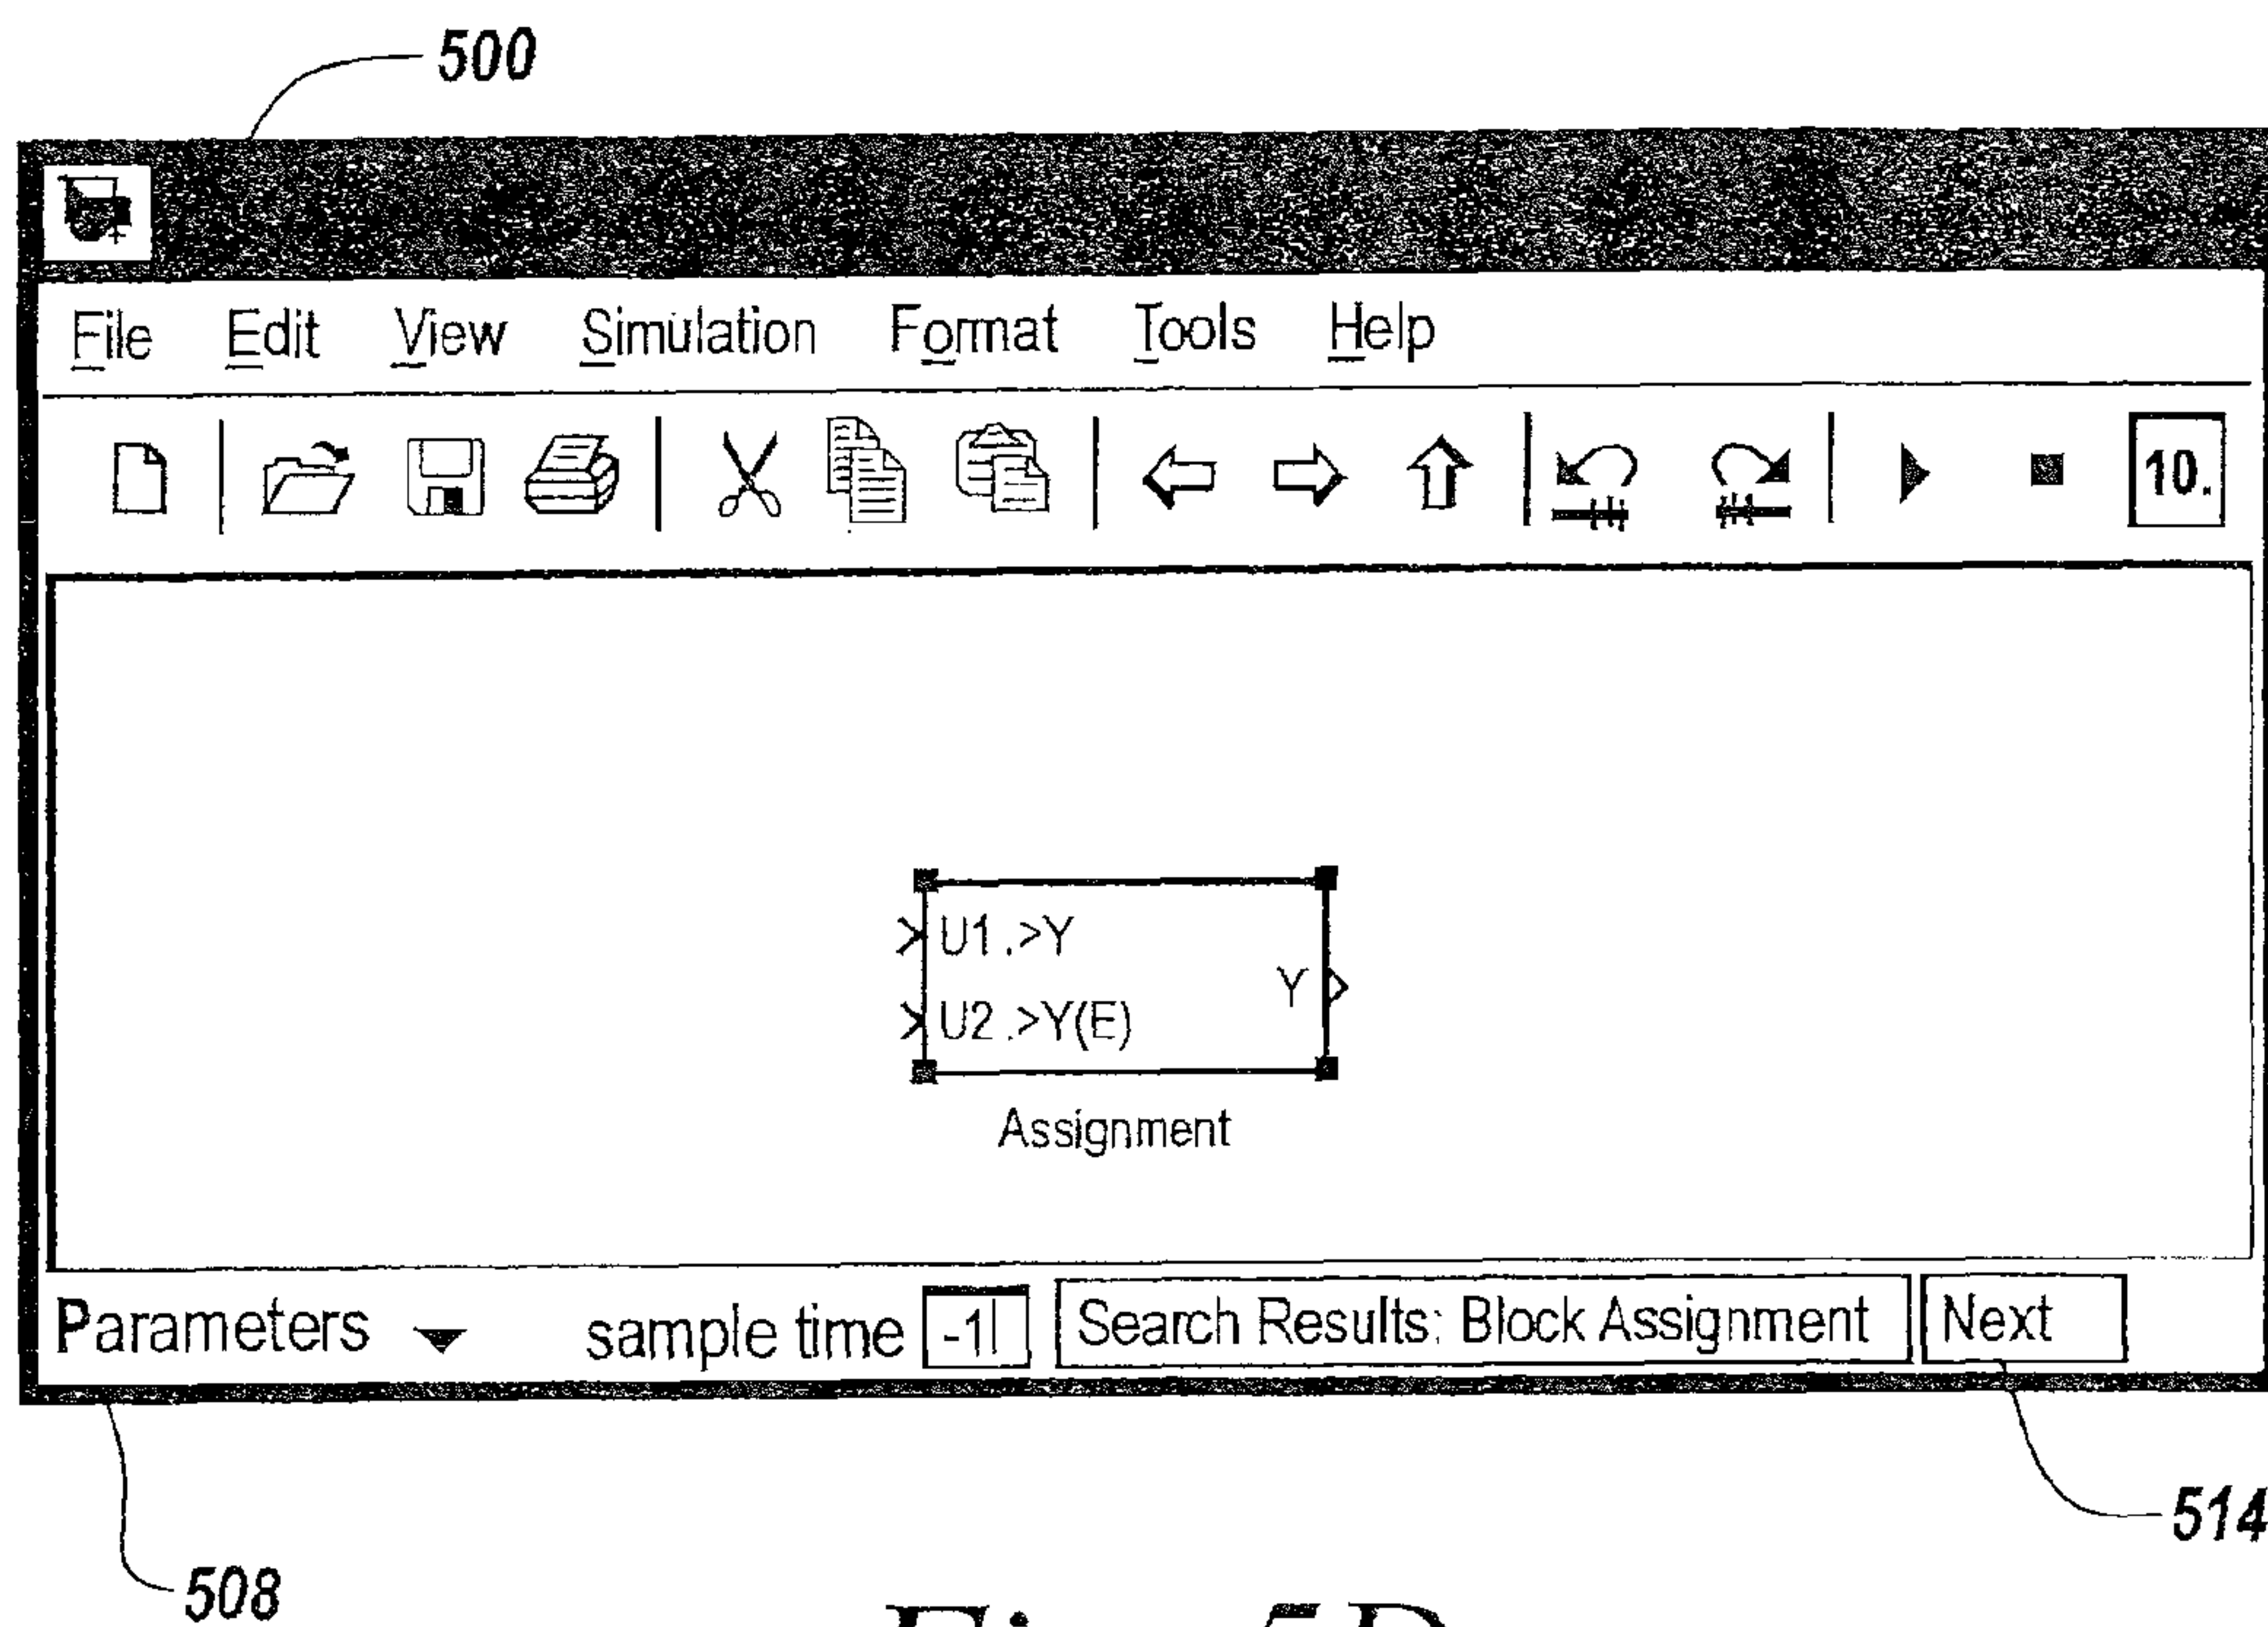 500
File Edit View Simulation Format Tools Help
10.
U1.>Y
Y
U2.>Y(E)
Assignment
Parameters sample time -1 Search Results: Block Assignment Next
514
508